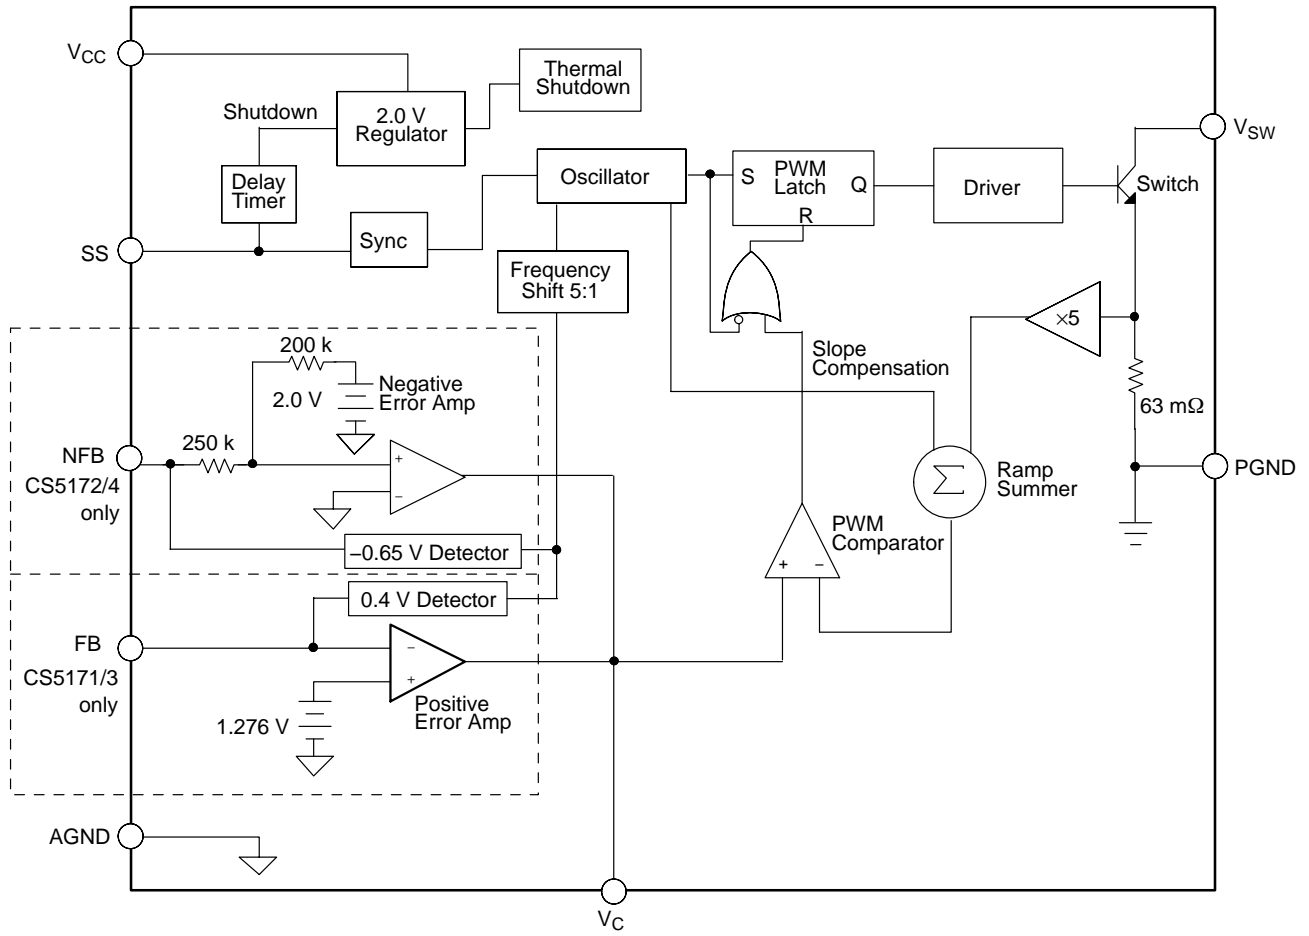 VCC
Thermal
Shutdown
Shutdown
2.0 V
Regulator
VSW
Delay
Timer
Oscillator
S
PWM
Latch
Q
R
Driver
Switch
SS
Sync
Frequency
Shift 5:1
×5
200 k
Slope
Compensation
2.0 V
Negative
Error Amp
63 mΩ
250 k
NFB
CS5172/4
only
+
−
Σ
Ramp
Summer
PGND
−0.65 V Detector
PWM
Comparator
+
−
0.4 V Detector
FB
CS5171/3
only
−
+
Positive
Error Amp
1.276 V
AGND
VC